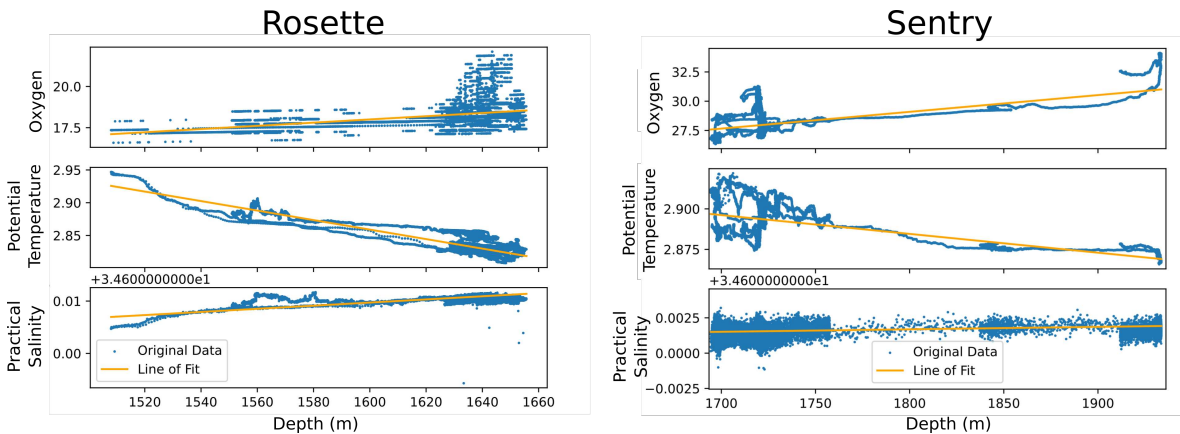 Rosette
Oxygen
20.0
17.5
Potential
Temperature
2.95
2.90
2.85
+3.4600000000e1
Practical
Salinity
0.01
0.00
Original Data
Line of Fit
1520 1540 1560 1580 1600 1620 1640 1660
Depth (m)
Sentry
Oxygen
32.5
30.0
27.5
Potential
Temperature
2.900
2.875
+3.4600000000e1
Practical
Salinity
0.0025
0.0000
−0.0025
Original Data
Line of Fit
1700 1750 1800 1850 1900
Depth (m)